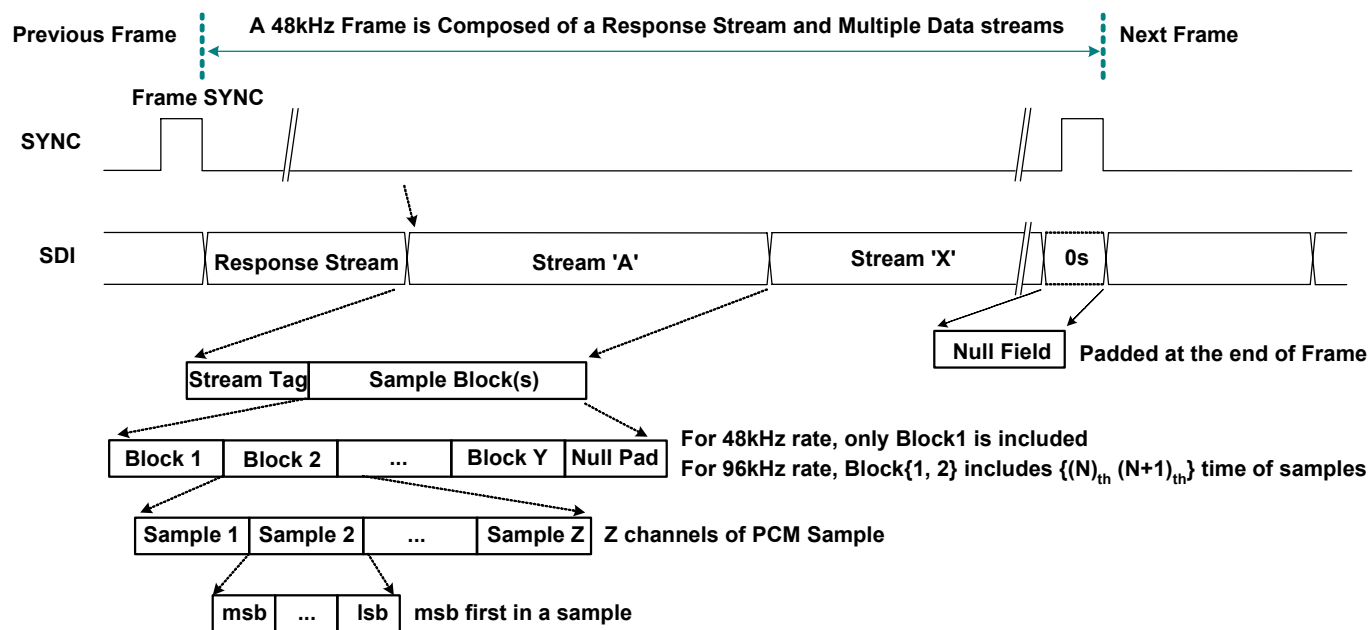 A 48kHz Frame is Composed of a Response Stream and Multiple Data streams
Previous Frame
Next Frame
Frame SYNC
SYNC
SDI
Response Stream
Stream 'A'
Stream 'X'
0s
Null Field
Padded at the end of Frame
Stream Tag
Sample Block(s)
Block 1
Block 2
...
Block Y
Null Pad
For 48kHz rate, only Block1 is included
For 96kHz rate, Block{1, 2} includes {(N)th (N+1)th} time of samples
Sample 1
Sample 2
...
Sample Z
Z channels of PCM Sample
msb
...
lsb
msb first in a sample